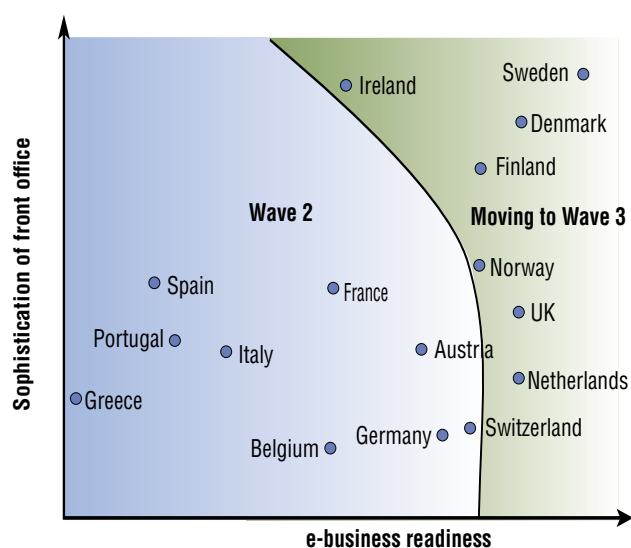 Sophistication of front office
Ireland
Sweden
Denmark
Finland
Wave 2
Moving to Wave 3
Norway
Spain
France
UK
Portugal
Italy
Austria
Netherlands
Greece
Belgium
Germany
Switzerland
e-business readiness